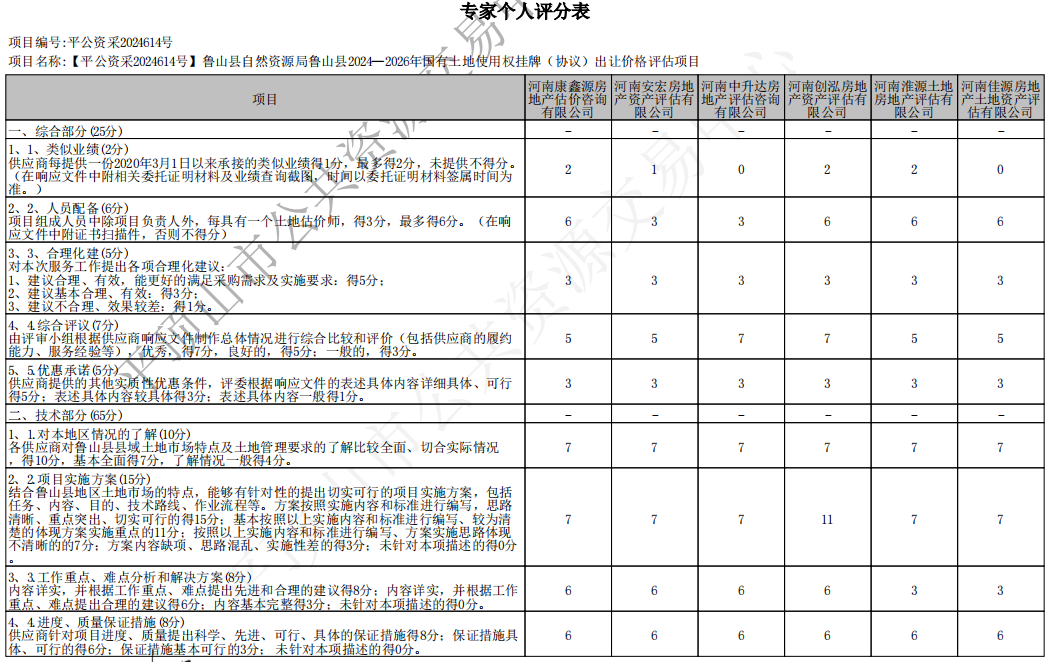 专家个人评分表
项目编号:平公资采2024614号
项目名称:【平公资采2024614号】鲁山县自然资源局鲁山县2024—2026年国有土地使用权挂牌（协议）出让价格评估项目
项目
河南康鑫源房
地产估价咨询
有限公司
河南安宏房地
产资产评估有
限公司
河南中升达房
地产评估咨询
有限公司
河南创泓房地
产资产评估有
限公司
河南淮源土地
房地产评估有
限公司
河南佳源房地
产土地资产评
估有限公司
一、综合部分(25分) – – – – – –
1、1、类似业绩(2分)
供应商每提供一份2020年3月1日以来承接的类似业绩得1分，最多得2分，未提供不得分。
（在响应文件中附相关委托证明材料及业绩查询截图，时间以委托证明材料签属时间为
准。）
2 1 0 2 2 0
2、2、人员配备(6分)
项目组成人员中除项目负责人外，每具有一个土地估价师，得3分，最多得6分。（在响
应文件中附证书扫描件，否则不得分）
6 3 3 6 6 6
3、3、合理化建(5分)
对本次服务工作提出各项合理化建议：
1、建议合理、有效，能更好的满足采购需求及实施要求：得5分；
2、建议基本合理、有效：得3分；
3、建议不合理、效果较差：得1分。
3 3 3 3 3 3
4、4.综合评议(7分)
由评审小组根据供应商响应文件制作总体情况进行综合比较和评价（包括供应商的履约
能力、服务经验等），优秀，得7分，良好的，得5分；一般的，得3分。
5 5 7 7 5 5
5、5.优惠承诺(5分)
供应商提供的其他实质性优惠条件，评委根据响应文件的表述具体内容详细具体、可行
得5分；表述具体内容较具体得3分；表述具体内容一般得1分。
3 3 3 3 3 3
二、技术部分(65分) – – – – – –
1、1.对本地区情况的了解(10分)
各供应商对鲁山县县域土地市场特点及土地管理要求的了解比较全面、切合实际情况
，得10分，基本全面得7分，了解情况一般得4分。
7 7 7 7 7 7
2、2.项目实施方案(15分)
结合鲁山县地区土地市场的特点，能够有针对性的提出切实可行的项目实施方案，包括
任务、内容、目的、技术路线、作业流程等。方案按照实施内容和标准进行编写，思路
清晰、重点突出、切实可行的得15分；基本按照以上实施内容和标准进行编写、较为清
楚的体现方案实施重点的11分；按照以上实施内容和标准进行编写、方案实施思路体现
不清晰的的7分；方案内容缺项、思路混乱、实施性差的得3分；未针对本项描述的得0分
。
7 7 7 11 7 7
3、3.工作重点、难点分析和解决方案(8分)
内容详实，并根据工作重点、难点提出先进和合理的建议得8分；内容详实，并根据工作
重点、难点提出合理的建议得6分；内容基本完整得3分；未针对本项描述的得0分。
6 6 6 6 3 3
4、4.进度、质量保证措施(8分)
供应商针对项目进度、质量提出科学、先进、可行、具体的保证措施得8分；保证措施具
体、可行的得6分；保证措施基本可行的3分； 未针对本项描述的得0分。
6 6 6 6 6 6
平顶山市公共资源交易中心
平顶山市公共资源交易中心